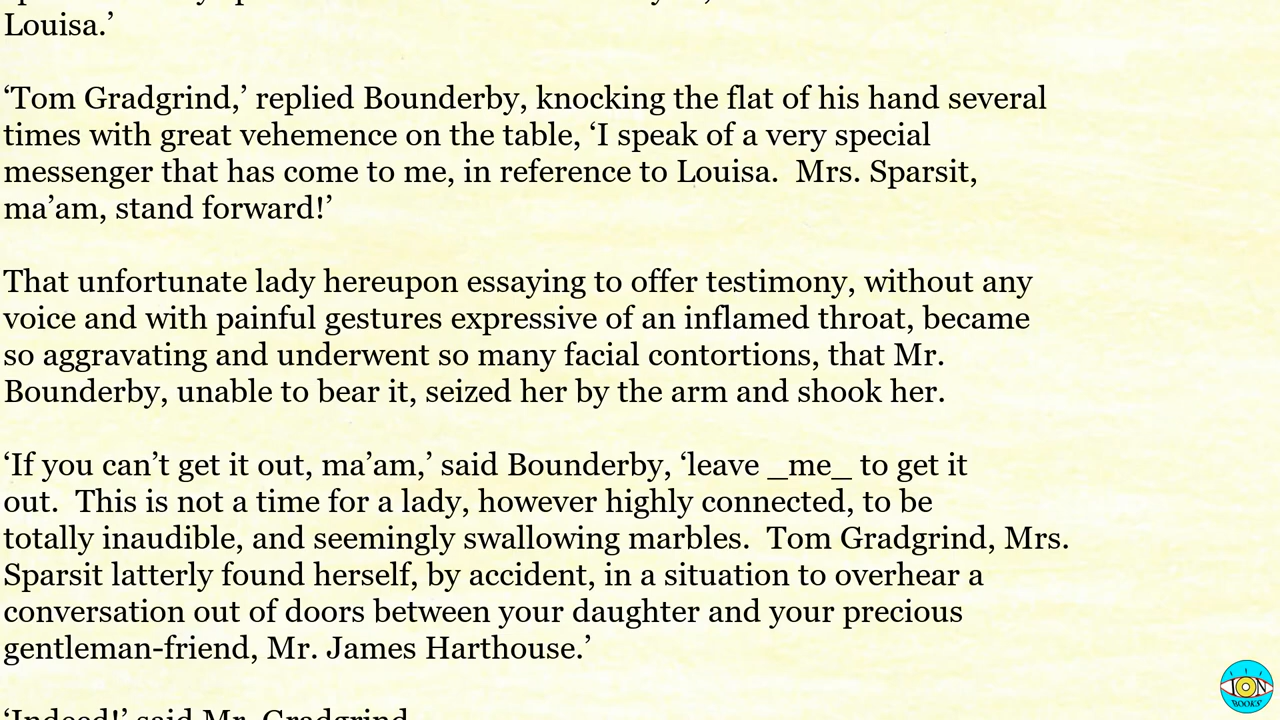 Louisa.’
‘Tom Gradgrind,’ replied Bounderby, knocking the flat of his hand several
times with great vehemence on the table, ‘I speak of a very special
messenger that has come to me, in reference to Louisa.  Mrs. Sparsit,
ma’am, stand forward!’
That unfortunate lady hereupon essaying to offer testimony, without any
voice and with painful gestures expressive of an inflamed throat, became
so aggravating and underwent so many facial contortions, that Mr.
Bounderby, unable to bear it, seized her by the arm and shook her.
‘If you can’t get it out, ma’am,’ said Bounderby, ‘leave _me_ to get it
out.  This is not a time for a lady, however highly connected, to be
totally inaudible, and seemingly swallowing marbles.  Tom Gradgrind, Mrs.
Sparsit latterly found herself, by accident, in a situation to overhear a
conversation out of doors between your daughter and your precious
gentleman-friend, Mr. James Harthouse.’
‘Indeed!’ said Mr. Gradgrind
ION
BOOKS